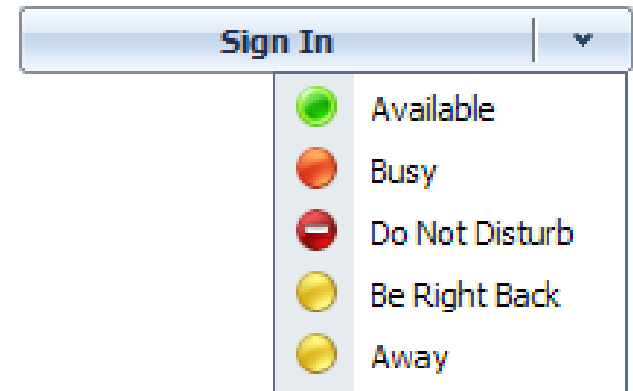 Sign In
Available
Busy
Do Not Disturb
Be Right Back
Away